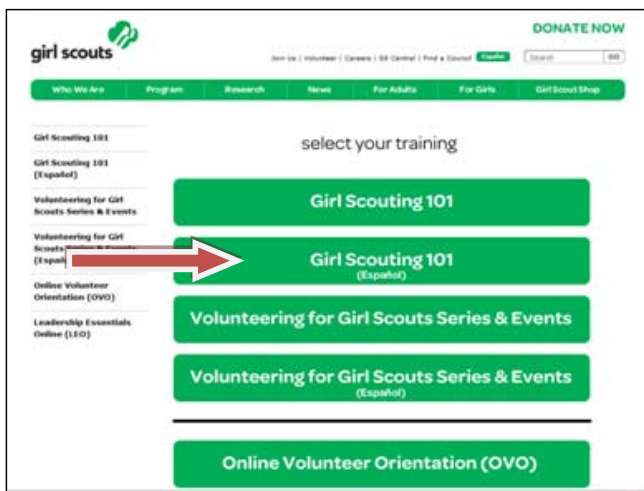 DONATE NOW
girl scouts
Join Us | Volunteer | Careers | GS Central | Find a Council Español Search GO
Who We Are Program Research News For Adults For Girls Girl Scout Shop
Girl Scouting 101
Girl Scouting 101
(Español)
Volunteering for Girl
Scouts Series & Events
Volunteering for Girl
Scouts Series & Events
Online Volunteer
Orientation (OVO)
Leadership Essentials
Online (LEO)
select your training
Girl Scouting 101
Girl Scouting 101
(Español)
Volunteering for Girl Scouts Series & Events
Volunteering for Girl Scouts Series & Events
(Español)
Online Volunteer Orientation (OVO)